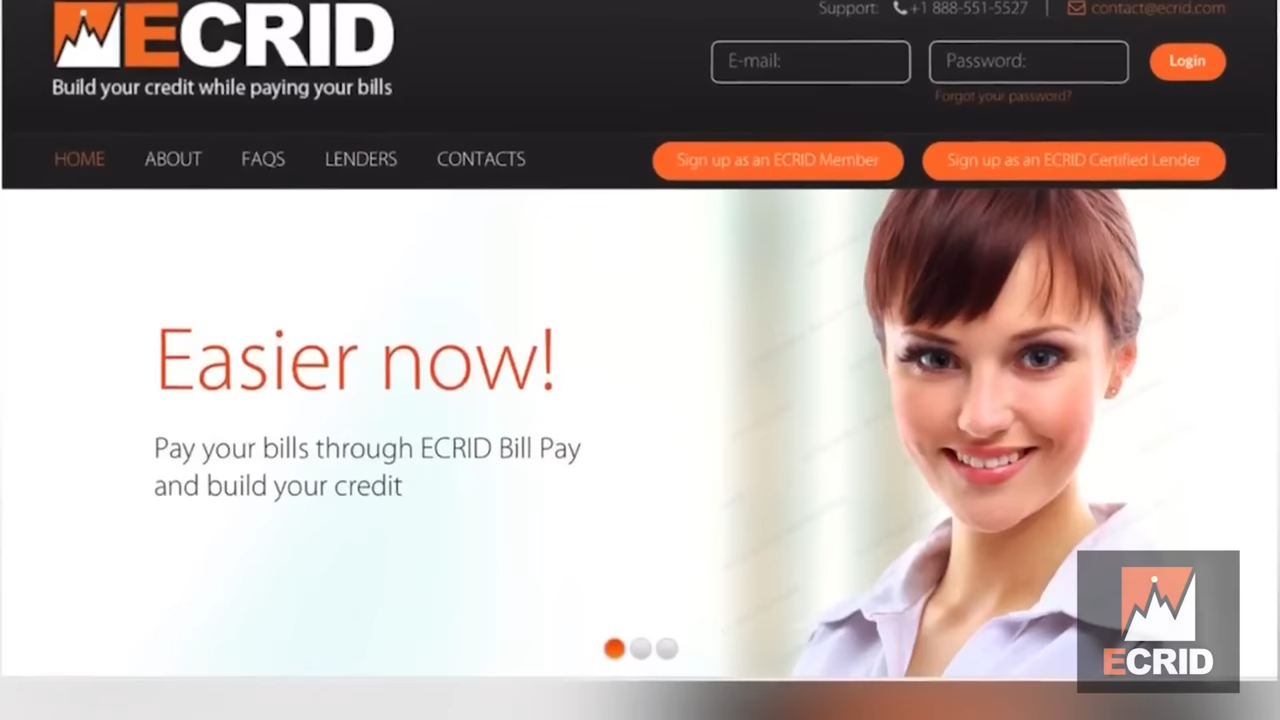 ECRID
Build your credit while paying your bills
Support: +1 888-551-5527 | contact@ecrid.com
E-mail: Password: Login
Forgot your password?
HOME ABOUT FAQS LENDERS CONTACTS
Sign up as an ECRID Member Sign up as an ECRID Certified Lender
Easier now!
Pay your bills through ECRID Bill Pay
and build your credit
ECRID